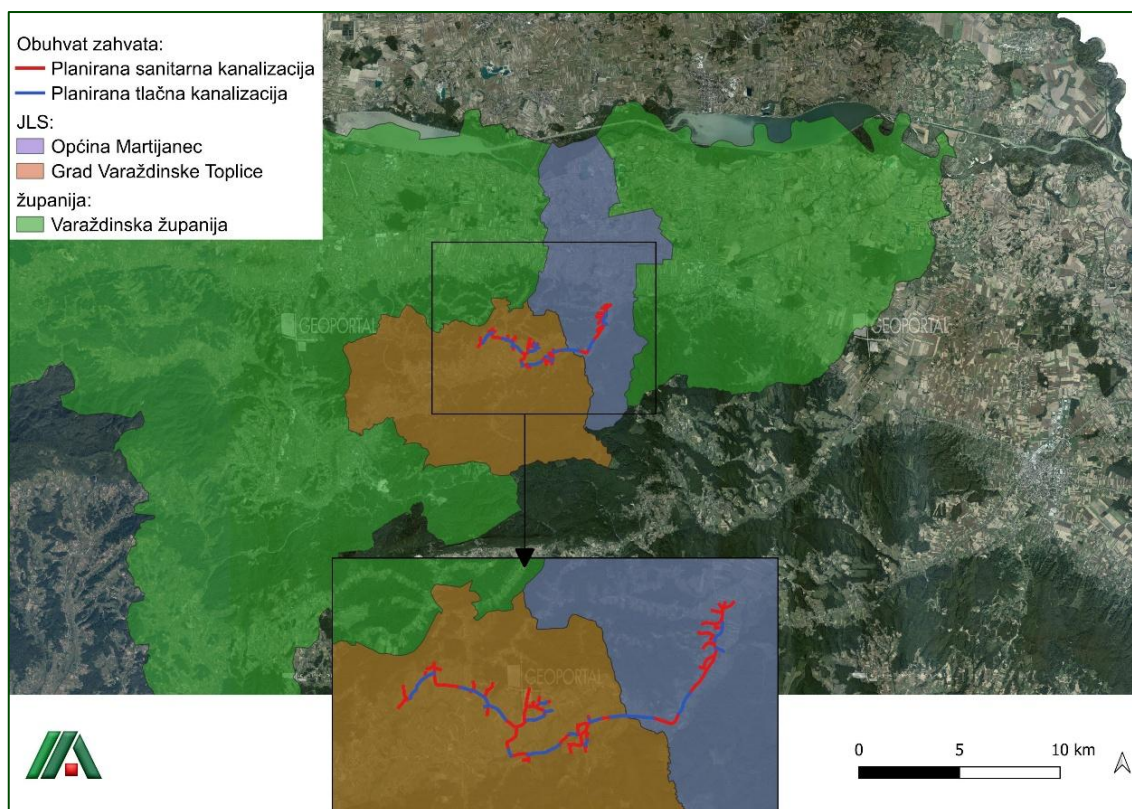 Obuhvat zahvata:
Planirana sanitarna kanalizacija
Planirana tlačna kanalizacija
JLS:
Općina Martijanec
Grad Varaždinske Toplice
županija:
Varaždinska županija
GEOPORTAL
GEOPORTAL
GEOPORTAL
0 5 10 km